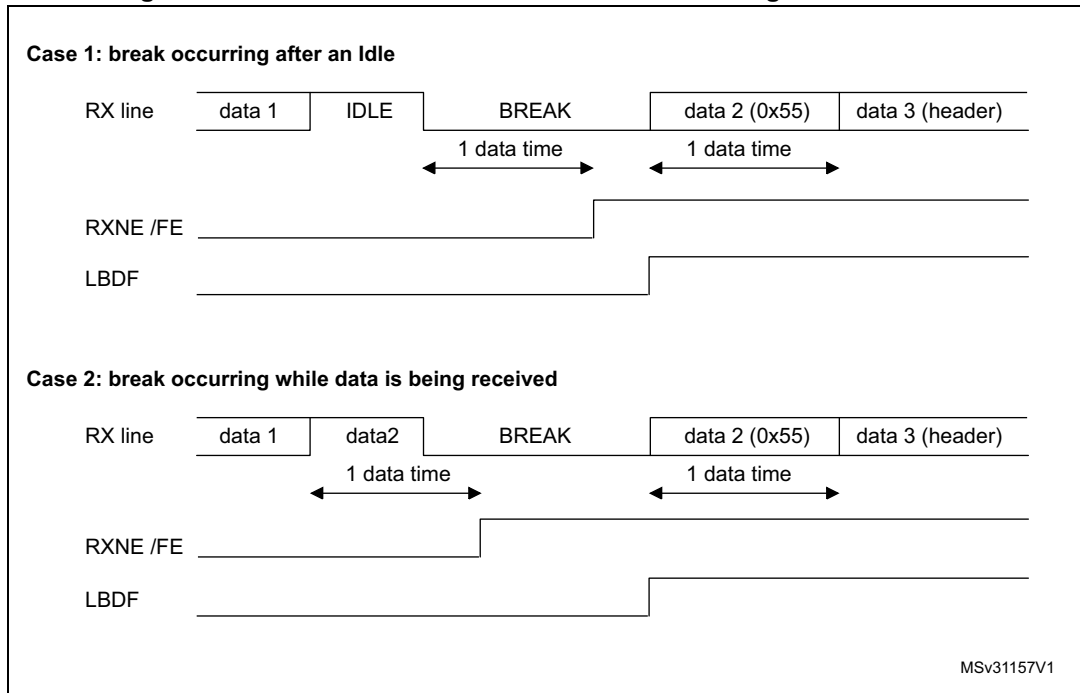 Case 1: break occurring after an Idle
RX line data 1 IDLE BREAK data 2 (0x55) data 3 (header)
1 data time 1 data time
RXNE /FE
LBDF
Case 2: break occurring while data is being received
RX line data 1 data2 BREAK data 2 (0x55) data 3 (header)
1 data time 1 data time
RXNE /FE
LBDF
MSv31157V1